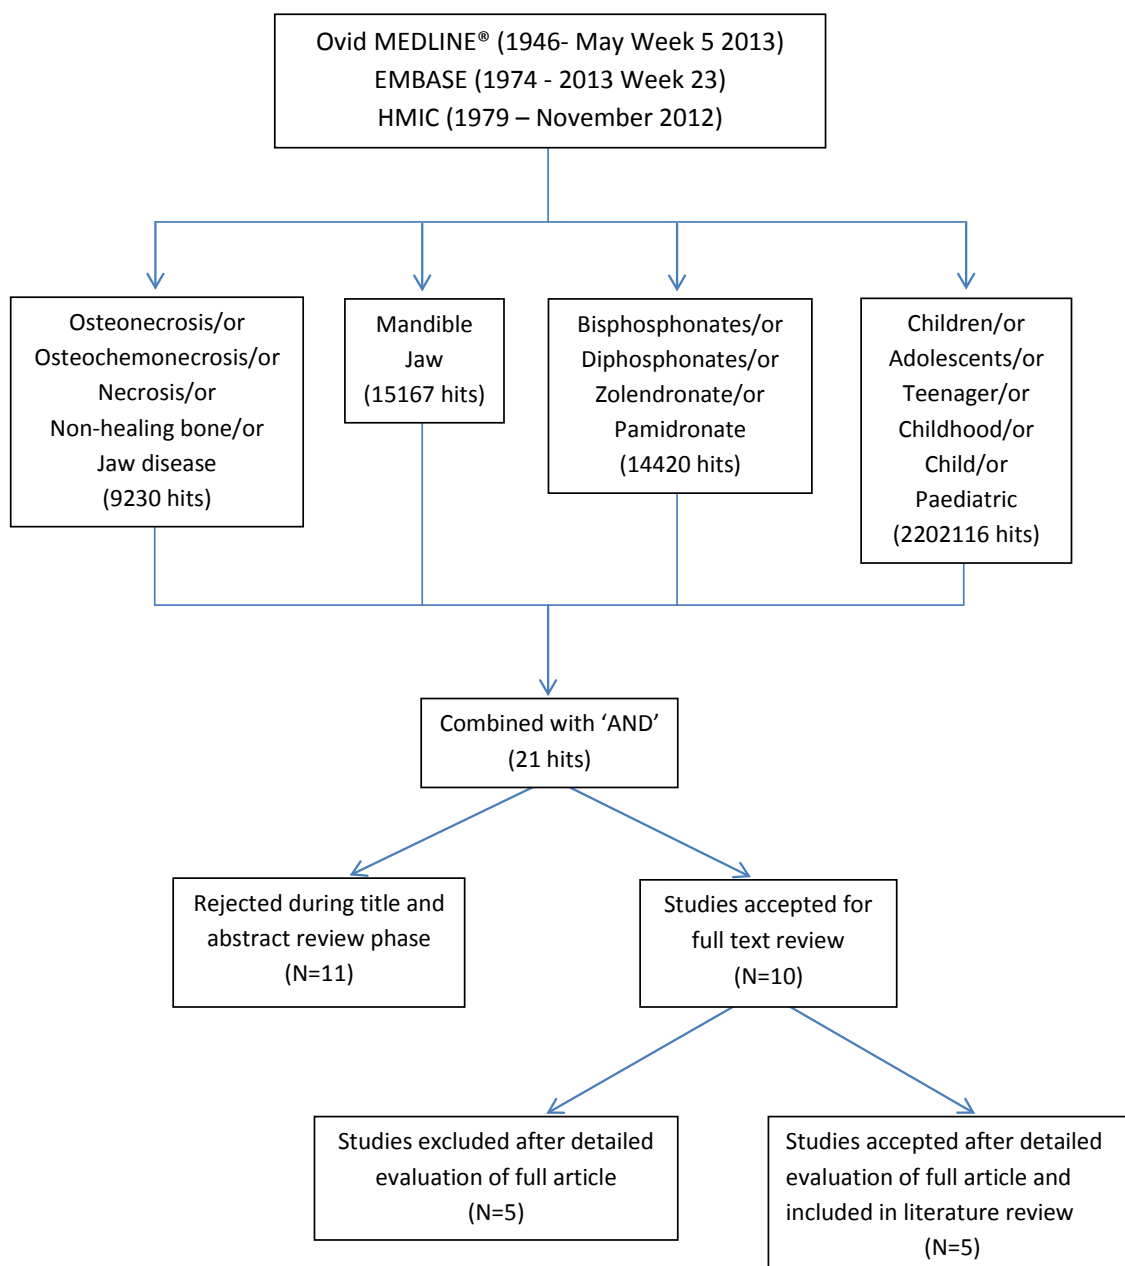 Ovid MEDLINE® (1946- May Week 5 2013)
EMBASE (1974 - 2013 Week 23)
HMIC (1979 – November 2012)
Osteonecrosis/or
Osteochemonecrosis/or
Necrosis/or
Non-healing bone/or
Jaw disease
(9230 hits)
Mandible
Jaw
(15167 hits)
Bisphosphonates/or
Diphosphonates/or
Zolendronate/or
Pamidronate
(14420 hits)
Children/or
Adolescents/or
Teenager/or
Childhood/or
Child/or
Paediatric
(2202116 hits)
Combined with ‘AND’
(21 hits)
Rejected during title and
abstract review phase
(N=11)
Studies accepted for
full text review
(N=10)
Studies excluded after detailed
evaluation of full article
(N=5)
Studies accepted after detailed
evaluation of full article and
included in literature review
(N=5)